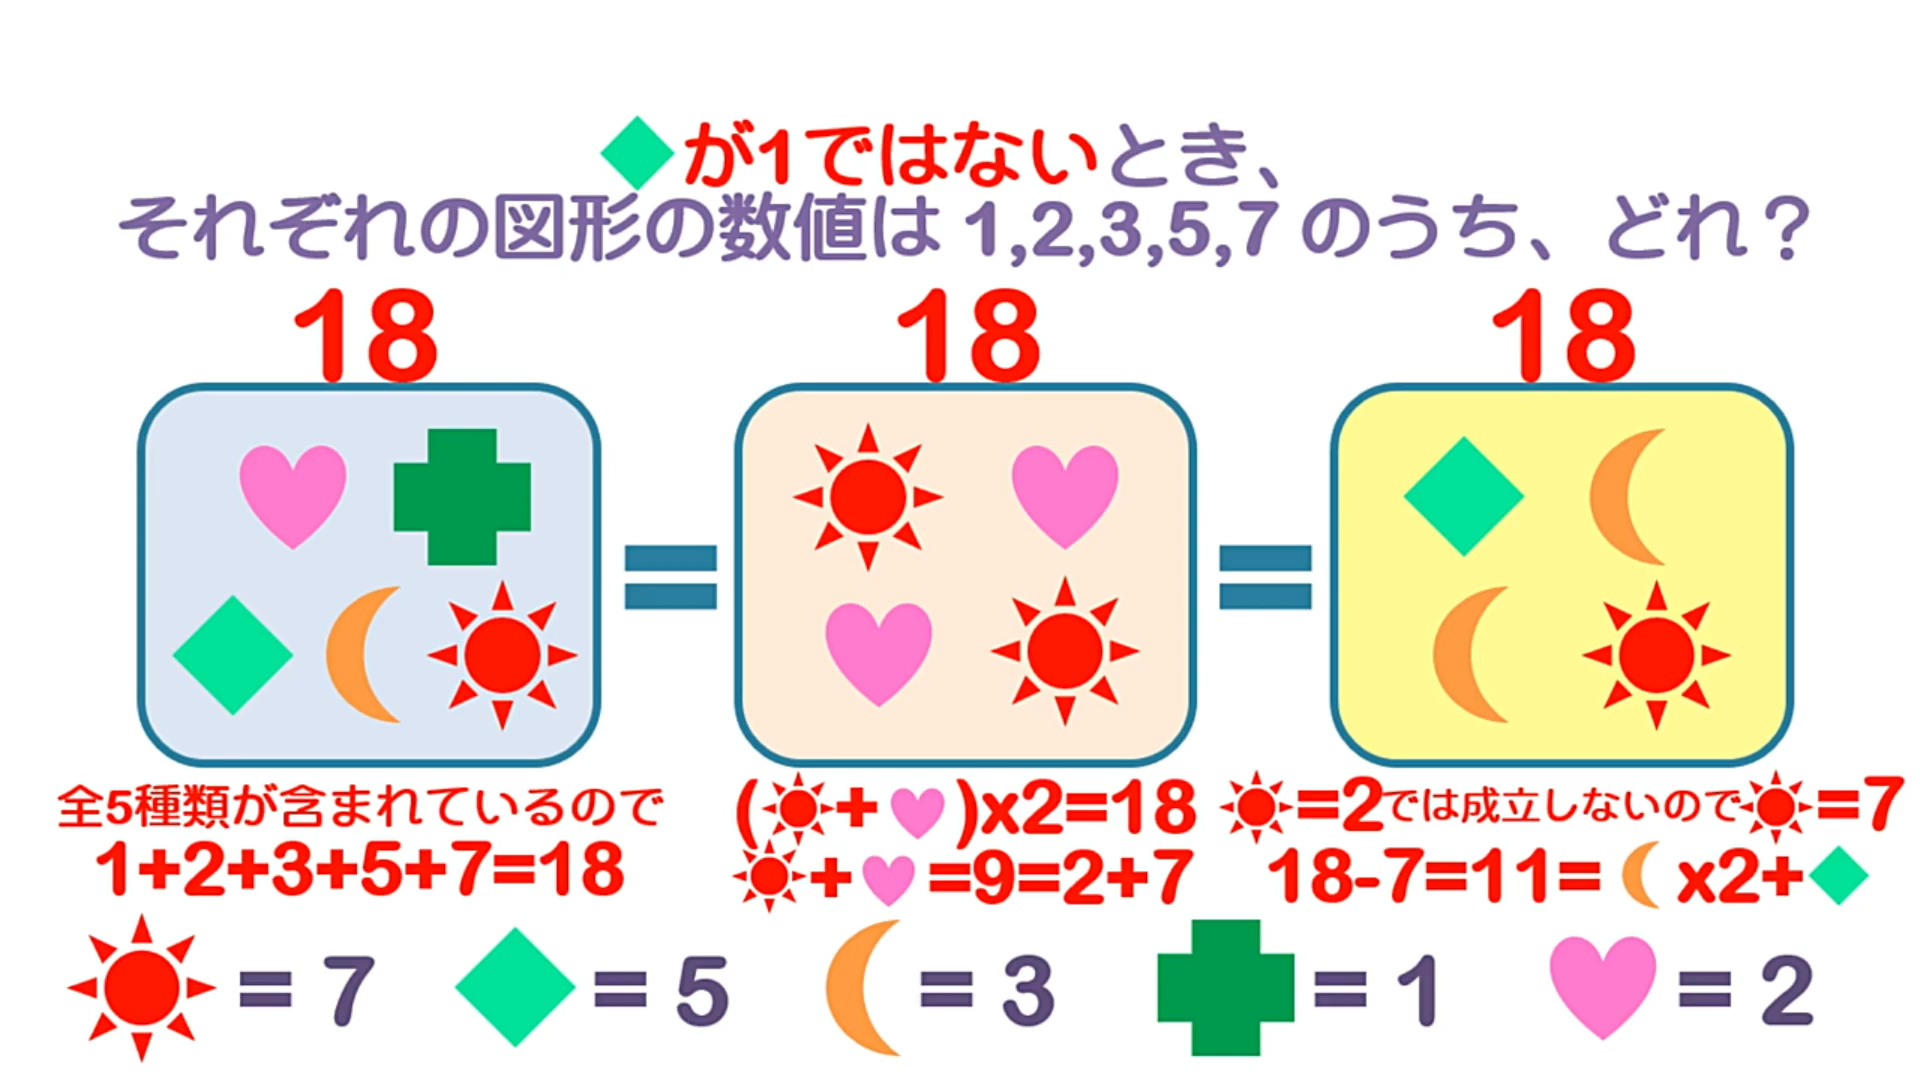 が1ではないとき、
それぞれの図形の数値は 1,2,3,5,7 のうち、どれ？
18 18 18
= =
全5種類が含まれているので
1+2+3+5+7=18
( + )x2=18
+ =9=2+7
=2では成立しないので =7
18-7=11= x2+
= 7 = 5 = 3 = 1 = 2